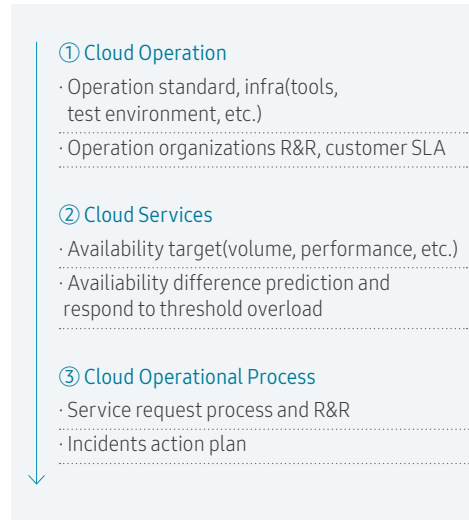 ① Cloud Operation
· Operation standard, infra(tools,
test environment, etc.)
· Operation organizations R&R, customer SLA
② Cloud Services
· Availability target(volume, performance, etc.)
· Availiability difference prediction and
respond to threshold overload
③ Cloud Operational Process
· Service request process and R&R
· Incidents action plan